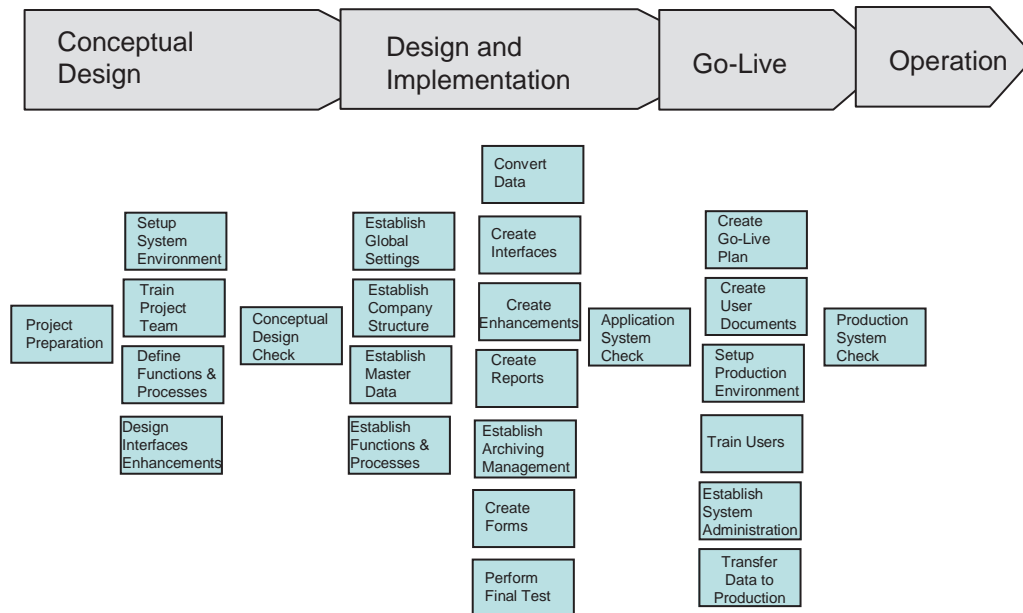 Conceptual
Design
Design and
Implementation
Go-Live
Operation
Project
Preparation
Setup
System
Environment
Train
Project
Team
Define
Functions &
Processes
Design
Interfaces
Enhancements
Conceptual
Design
Check
Establish
Global
Settings
Establish
Company
Structure
Establish
Master
Data
Establish
Functions &
Processes
Convert
Data
Create
Interfaces
Create
Enhancements
Create
Reports
Establish
Archiving
Management
Create
Forms
Perform
Final Test
Application
System
Check
Create
Go-Live
Plan
Create
User
Documents
Setup
Production
Environment
Train Users
Establish
System
Administration
Transfer
Data to
Production
Production
System
Check